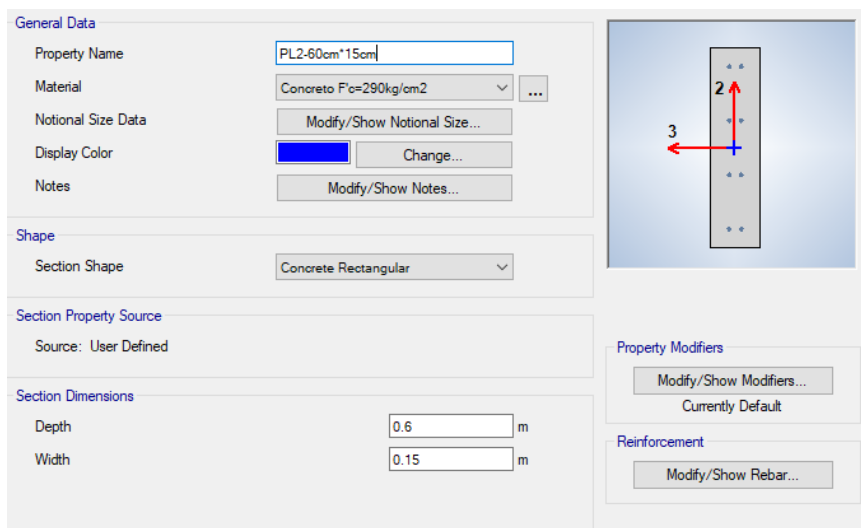 General Data
Property Name PL2-60cm*15cm
Material Concreto F'c=290kg/cm2 ...
Notional Size Data Modify/Show Notional Size...
Display Color Change...
Notes Modify/Show Notes...
2
3
Shape
Section Shape Concrete Rectangular
Section Property Source
Source: User Defined
Property Modifiers
Modify/Show Modifiers...
Currently Default
Section Dimensions
Depth 0.6 m
Width 0.15 m
Reinforcement
Modify/Show Rebar...